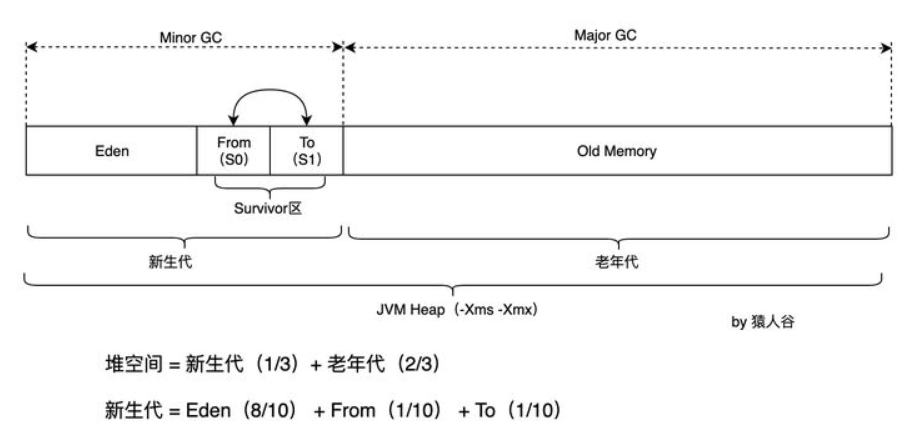 Minor GC
Major GC
Eden
From
（S0）
To
（S1）
Old Memory
Survivor区
新生代
老年代
JVM Heap（-Xms -Xmx）
by 猿人谷
堆空间 = 新生代（1/3）+ 老年代（2/3）
新生代 = Eden（8/10） + From（1/10） + To（1/10）